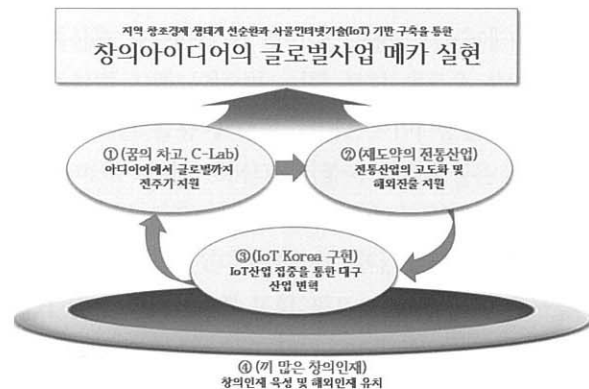 지역 창조경제 생태계 선순환과 사물인터넷기술(IoT) 기반 구축을 통한
창의아이디어의 글로벌사업 메카 실현
①(꿈의 차고, C-Lab)
아디이어에서 글로벌까지
전주기 지원
②(재도약의 전통산업)
전통산업의 고도화 및
해외진출 지원
③(IoT Korea 구현)
IoT산업 집중을 통한 대구
산업 변혁
④(끼 많은 창의인재)
창의인재 육성 및 해외인재 유치